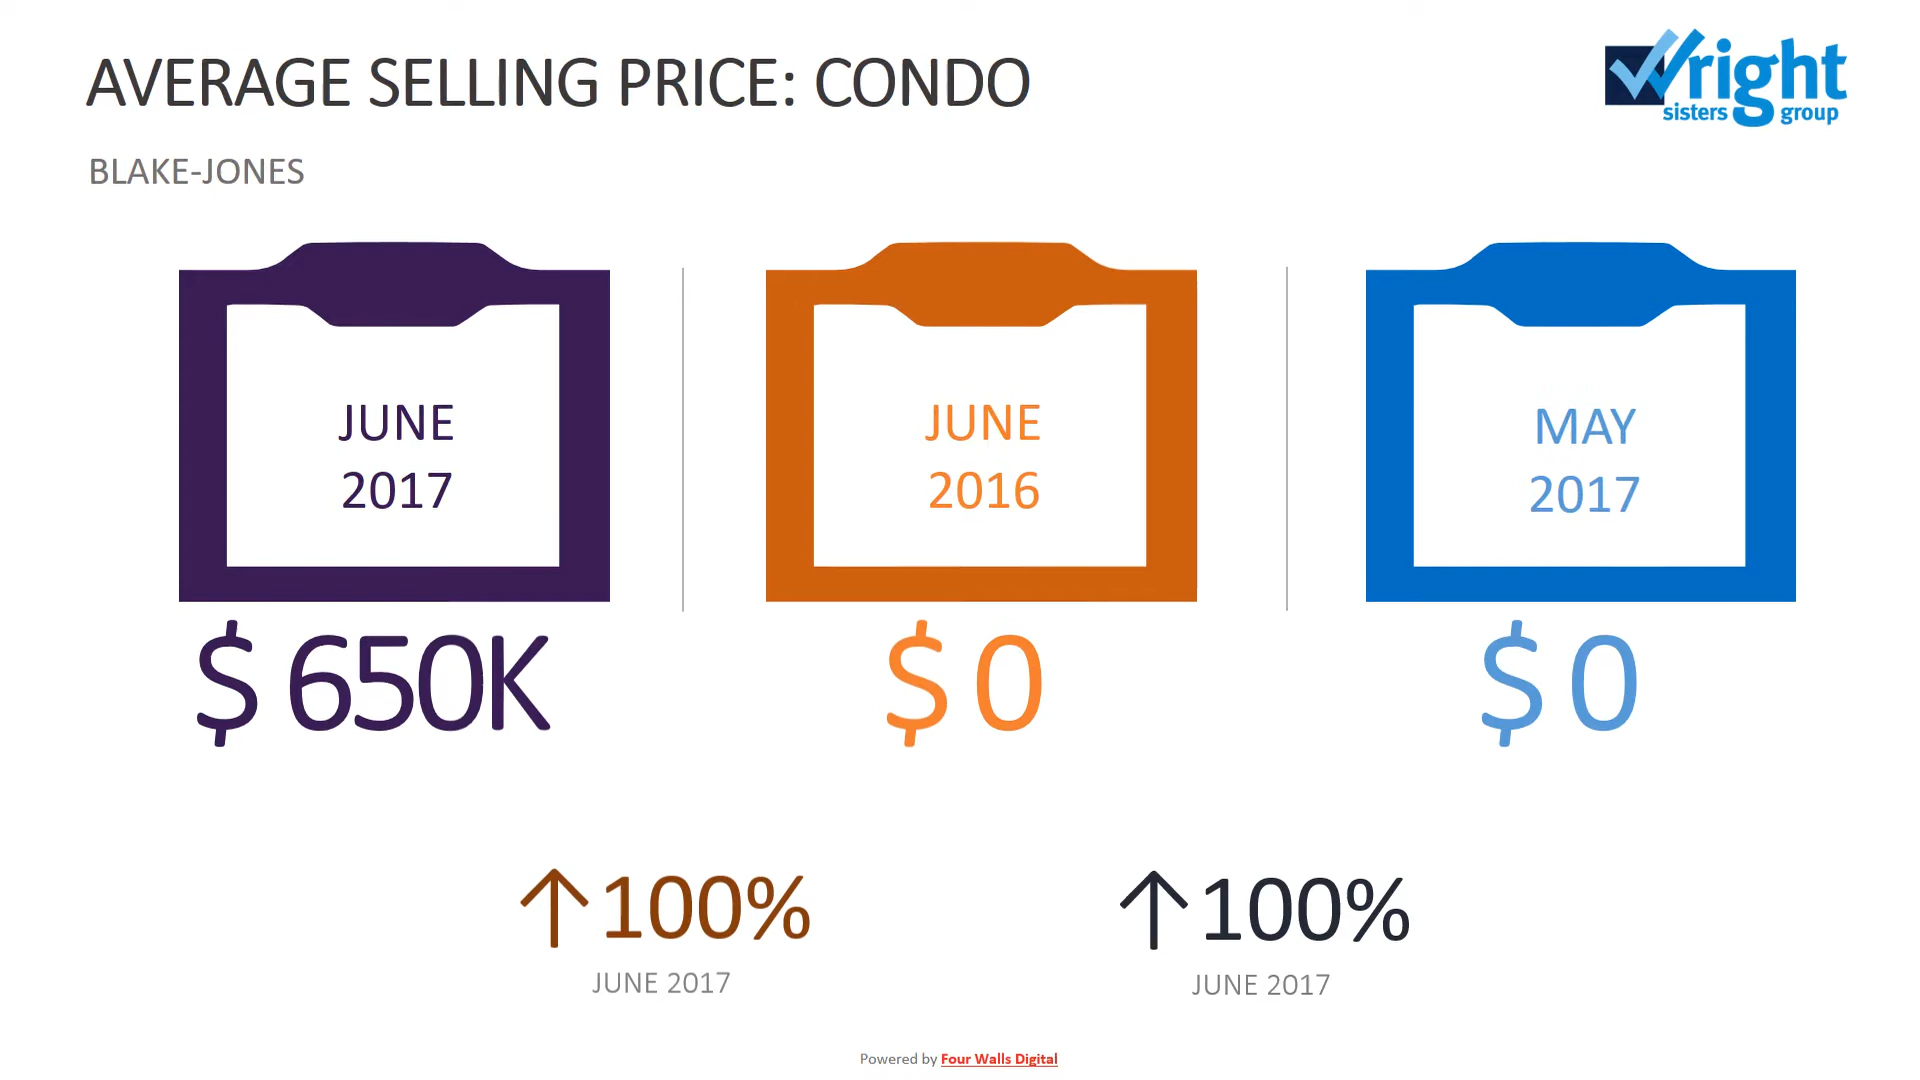 AVERAGE SELLING PRICE: CONDO
Wright
sisters group
BLAKE-JONES
JUNE
2017
JUNE
2016
MAY
2017
$ 650K
$ 0
$ 0
↑100%
JUNE 2017
↑100%
JUNE 2017
Powered by Four Walls Digital